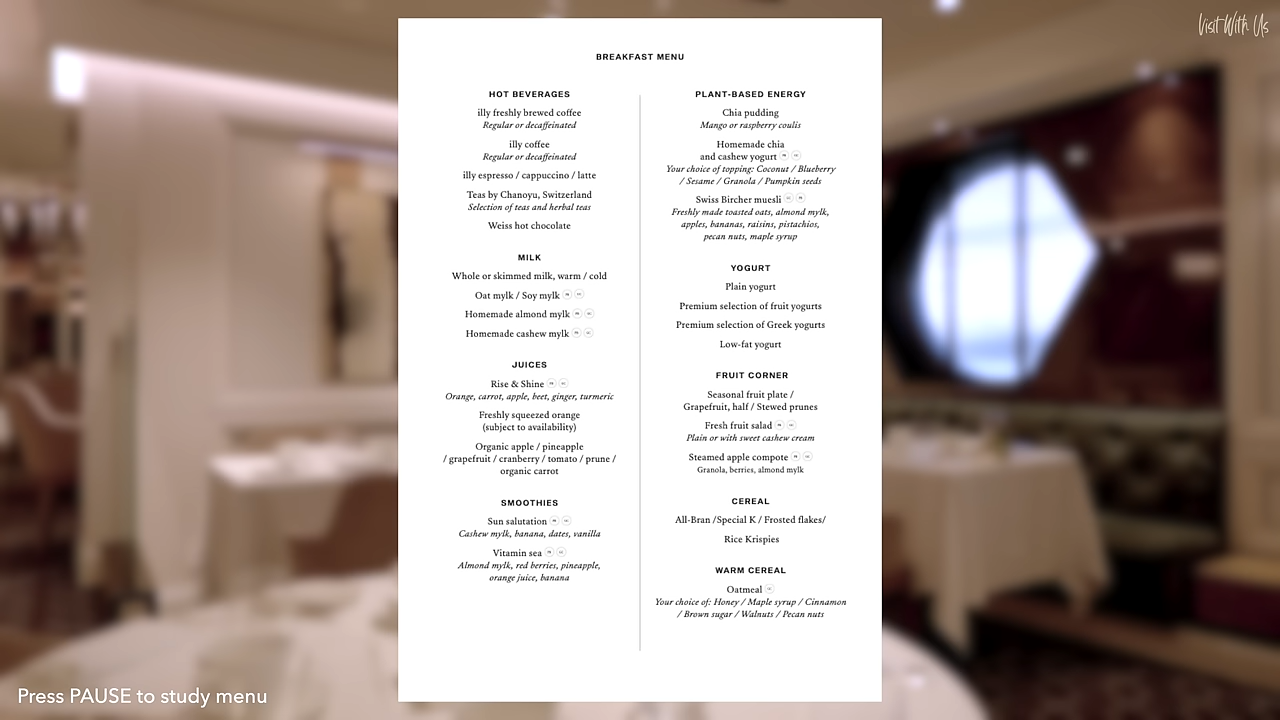 Visit With Us
BREAKFAST MENU
HOT BEVERAGES
illy freshly brewed coffee
Regular or decaffeinated
illy coffee
Regular or decaffeinated
illy espresso / cappuccino / latte
Teas by Chanoyu, Switzerland
Selection of teas and herbal teas
Weiss hot chocolate
MILK
Whole or skimmed milk, warm / cold
Oat mylk / Soy mylk
Homemade almond mylk
Homemade cashew mylk
JUICES
Rise & Shine
Orange, carrot, apple, beet, ginger, turmeric
Freshly squeezed orange
(subject to availability)
Organic apple / pineapple
/ grapefruit / cranberry / tomato / prune /
organic carrot
SMOOTHIES
Sun salutation
Cashew mylk, banana, dates, vanilla
Vitamin sea
Almond mylk, red berries, pineapple,
orange juice, banana
PLANT-BASED ENERGY
Chia pudding
Mango or raspberry coulis
Homemade chia
and cashew yogurt
Your choice of topping: Coconut / Blueberry
/ Sesame / Granola / Pumpkin seeds
Swiss Bircher muesli
Freshly made toasted oats, almond mylk,
apples, bananas, raisins, pistachios,
pecan nuts, maple syrup
YOGURT
Plain yogurt
Premium selection of fruit yogurts
Premium selection of Greek yogurts
Low-fat yogurt
FRUIT CORNER
Seasonal fruit plate /
Grapefruit, half / Stewed prunes
Fresh fruit salad
Plain or with sweet cashew cream
Steamed apple compote
Granola, berries, almond mylk
CEREAL
All-Bran /Special K / Frosted flakes/
Rice Krispies
WARM CEREAL
Oatmeal
Your choice of: Honey / Maple syrup / Cinnamon
/ Brown sugar / Walnuts / Pecan nuts
Press PAUSE to study menu